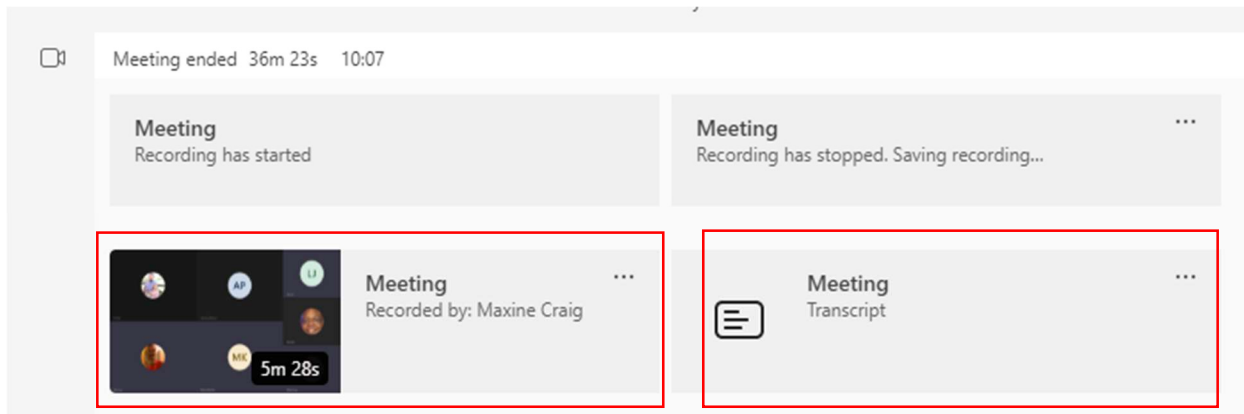 Meeting ended 36m 23s 10:07
Meeting
Recording has started
Meeting
Recording has stopped. Saving recording...
AP
LJ
MK
5m 28s
Meeting
Recorded by: Maxine Craig
Meeting
Transcript